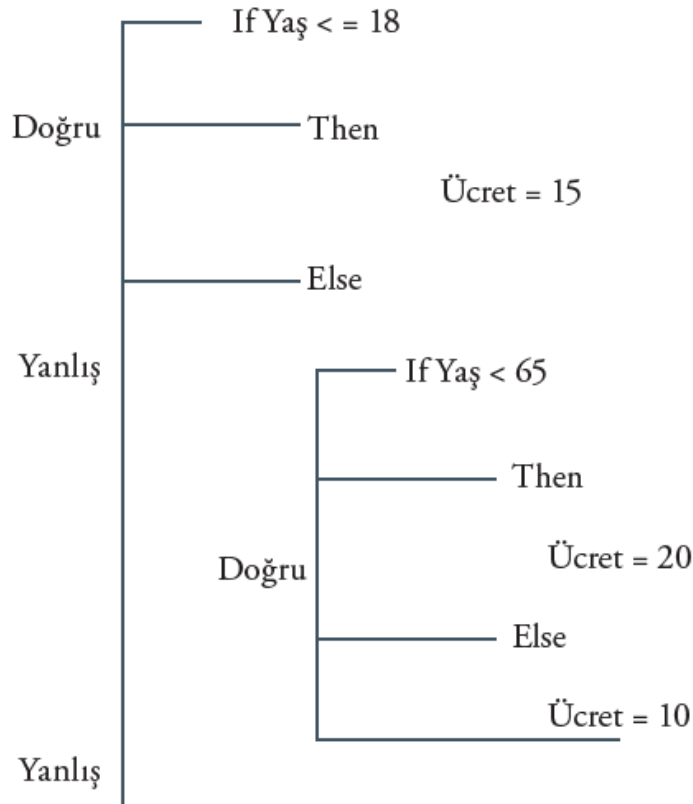 If Yaş < = 18
Doğru
Then
Ücret = 15
Else
Yanlış
If Yaş < 65
Then
Ücret = 20
Doğru
Else
Ücret = 10
Yanlış